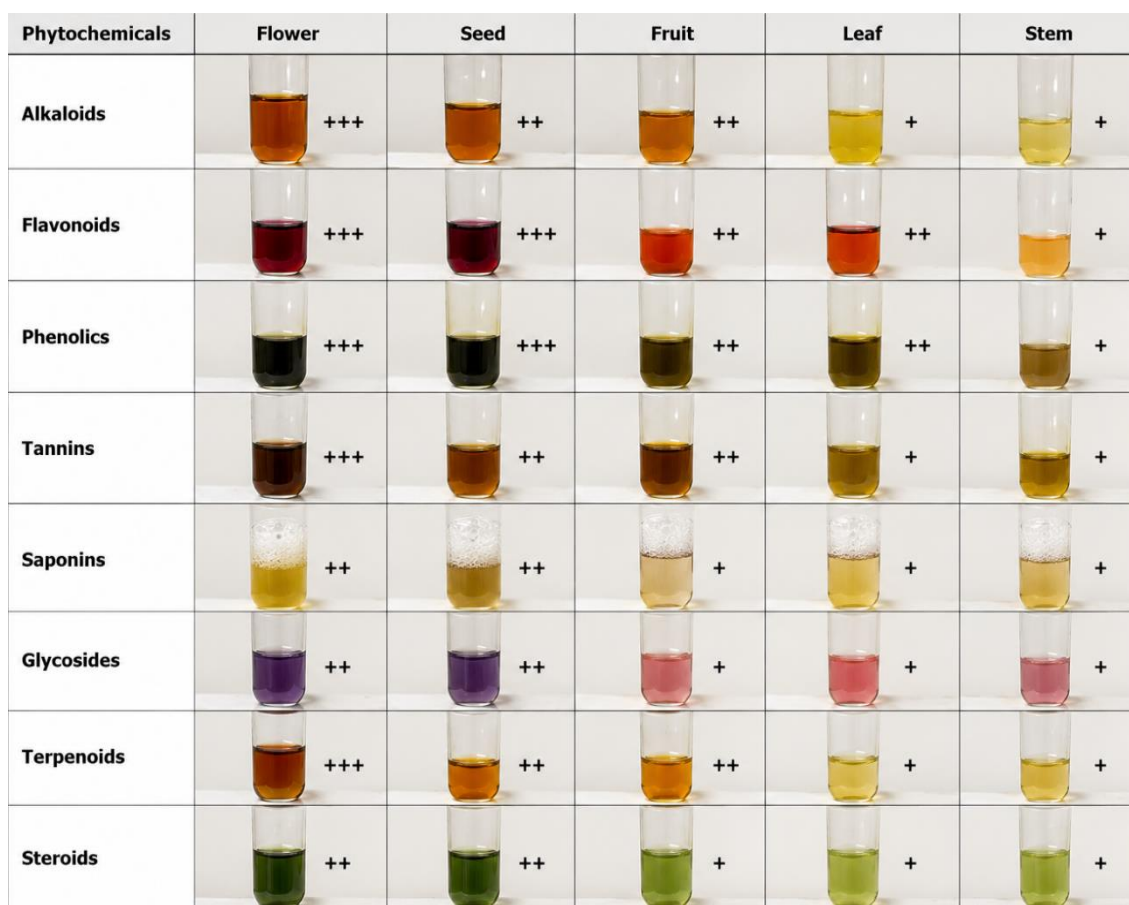 Phytochemicals Flower Seed Fruit Leaf Stem
Alkaloids +++ ++ ++ + +
Flavonoids +++ +++ ++ ++ +
Phenolics +++ +++ ++ ++ +
Tannins +++ ++ ++ + +
Saponins ++ ++ + + +
Glycosides ++ ++ + + +
Terpenoids +++ ++ ++ + +
Steroids ++ ++ + + +